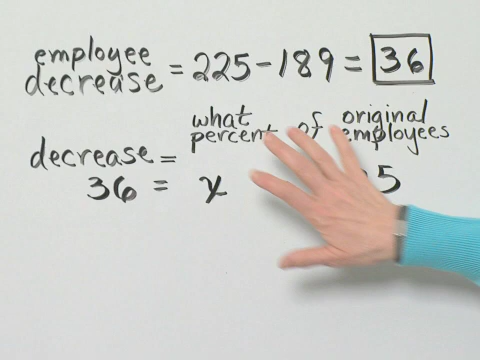 employee
decrease = 225 - 189 = 36
what original
percent of employees
decrease =
36 = x 5